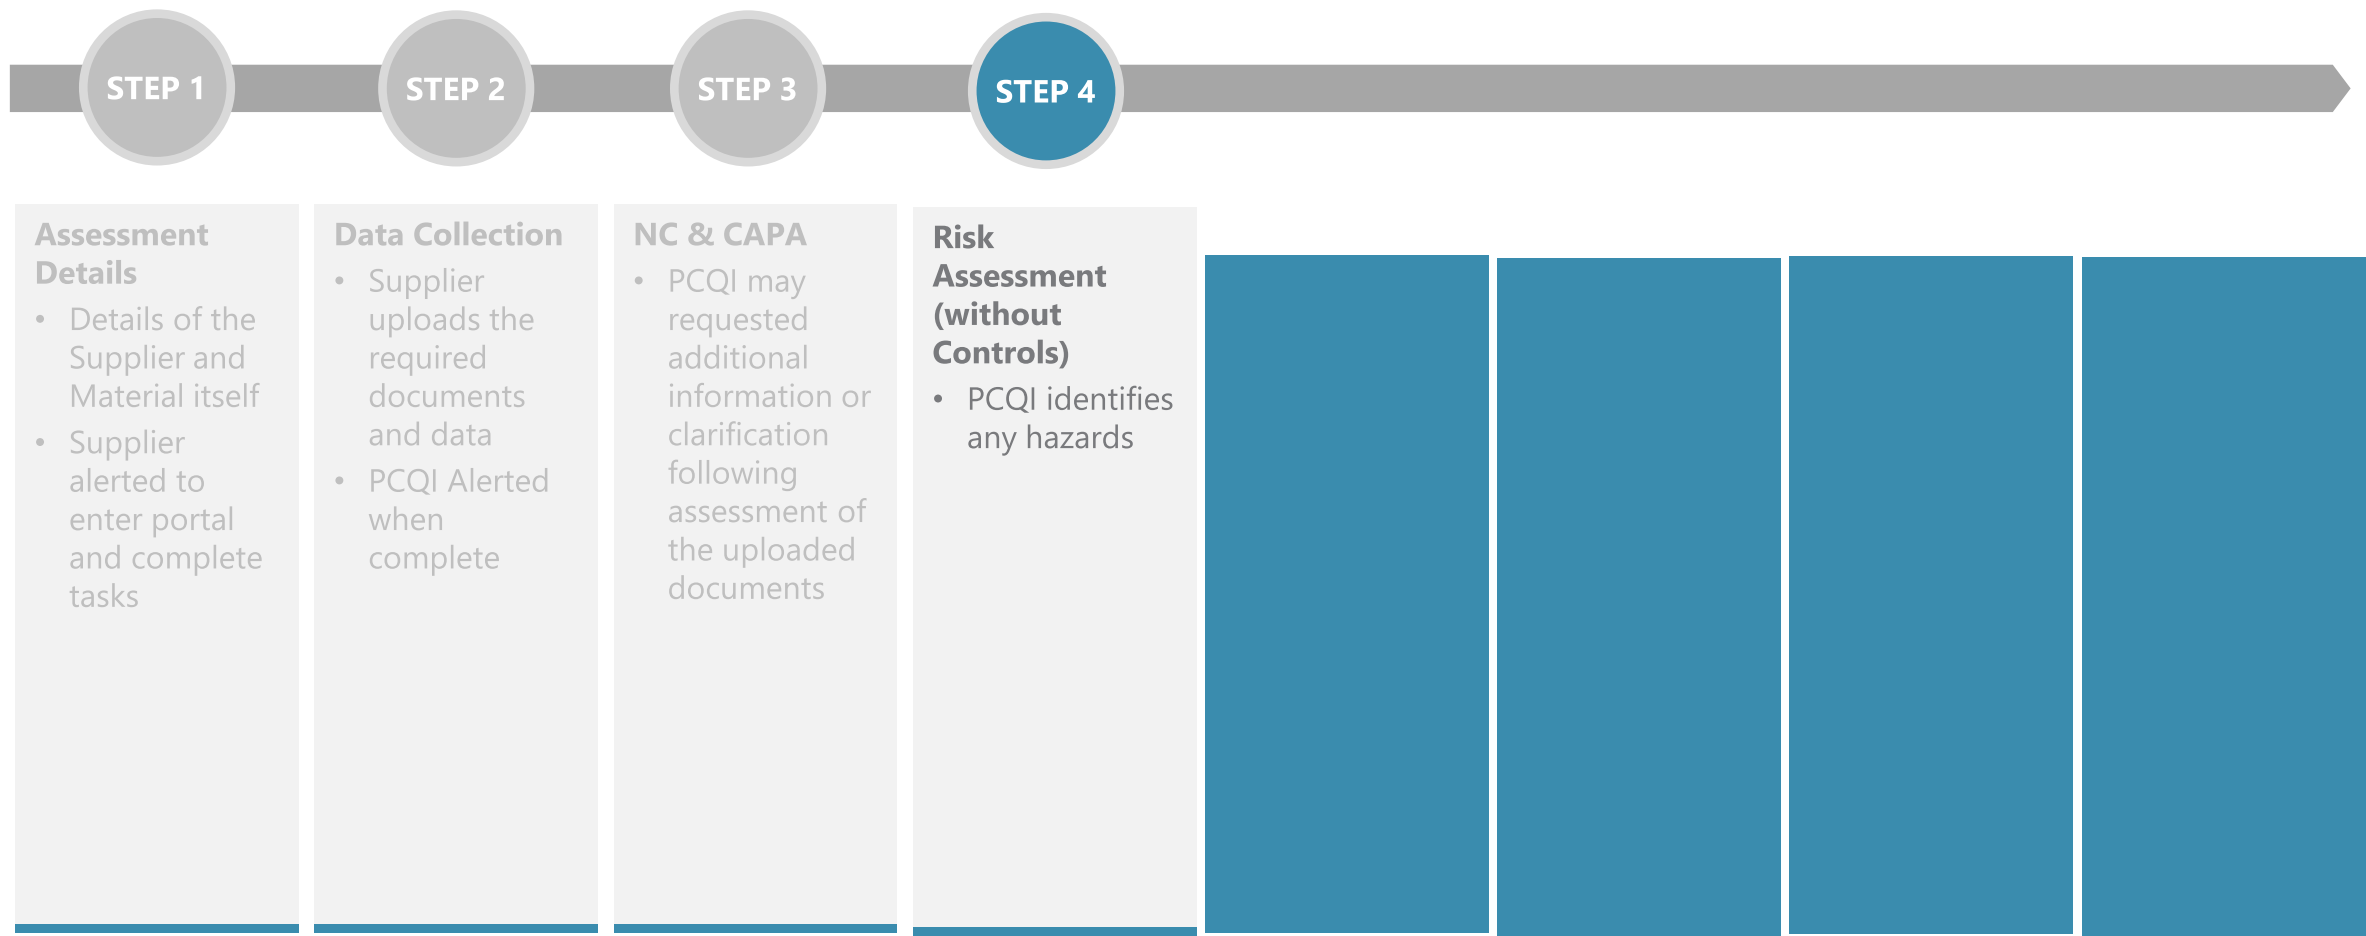 STEP 1
STEP 2
STEP 3
STEP 4
Assessment
Details
• Details of the
Supplier and
Material itself
• Supplier
alerted to
enter portal
and complete
tasks
Data Collection
• Supplier
uploads the
required
documents
and data
• PCQI Alerted
when
complete
NC & CAPA
• PCQI may
requested
additional
information or
clarification
following
assessment of
the uploaded
documents
Risk
Assessment
(without
Controls)
• PCQI identifies
any hazards